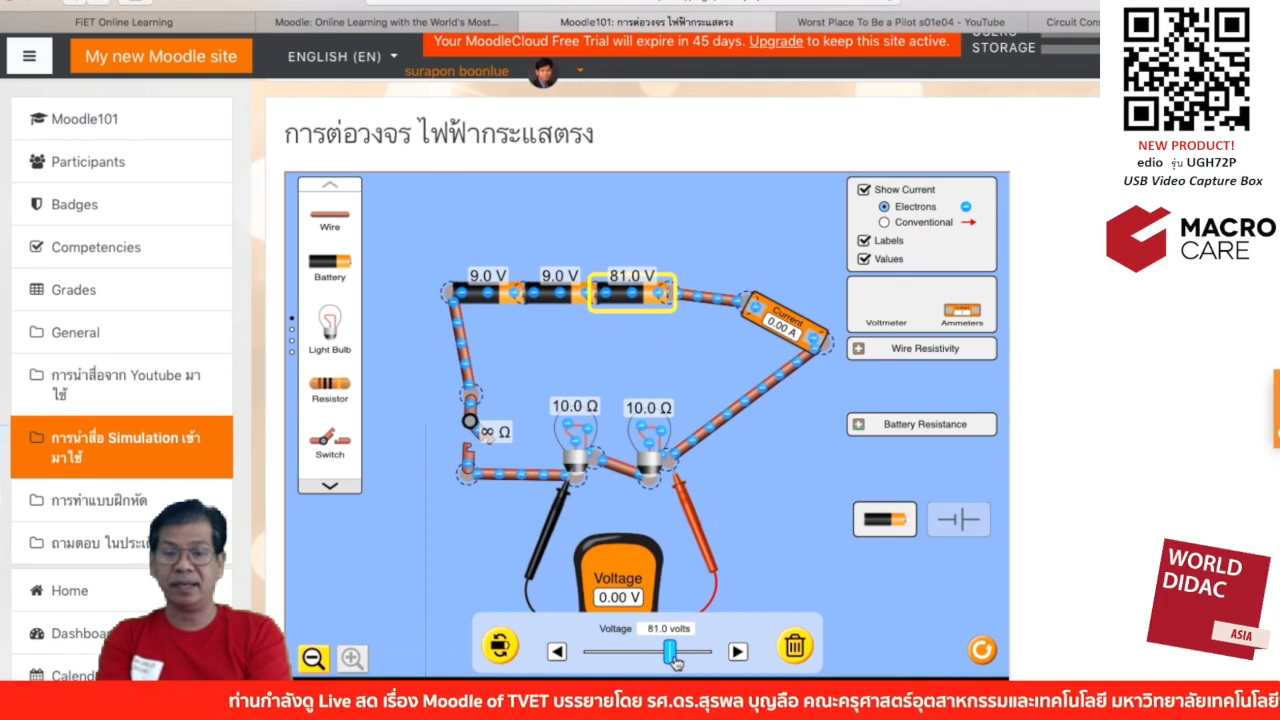 FiET Online Learning
Moodle: Online Learning with the World's Most...
Moodle101: การต่อวงจร ไฟฟ้ากระแสตรง
Worst Place To Be a Pilot s01e04 - YouTube
Circuit Cons
My new Moodle site
ENGLISH (EN)
Your MoodleCloud Free Trial will expire in 45 days. Upgrade to keep this site active.
USERS
STORAGE
surapon boonlue
Moodle101
Participants
Badges
Competencies
Grades
General
การนำสื่อจาก Youtube มา
ใช้
การนำสื่อ Simulation เข้า
มาใช้
การทำแบบฝึกหัด
ถามตอบ ในประเด็
Home
Dashboa
Calend
การต่อวงจร ไฟฟ้ากระแสตรง
Wire
Battery
Light Bulb
Resistor
Switch
9.0 V
9.0 V
81.0 V
Current
0.00 A
10.0 Ω
10.0 Ω
∞ Ω
Voltage
0.00 V
Voltage 81.0 volts
Show Current
Electrons
Conventional
Labels
Values
Voltmeter
Ammeters
Wire Resistivity
Battery Resistance
NEW PRODUCT!
edio รุ่น UGH72P
USB Video Capture Box
MACRO
CARE
WORLD
DIDAC
ASIA
ท่านกำลังดู Live สด เรื่อง Moodle of TVET บรรยายโดย รศ.ดร.สุรพล บุญลือ คณะครุศาสตร์อุตสาหกรรมและเทคโนโลยี มหาวิทยาลัยเทคโนโลยี